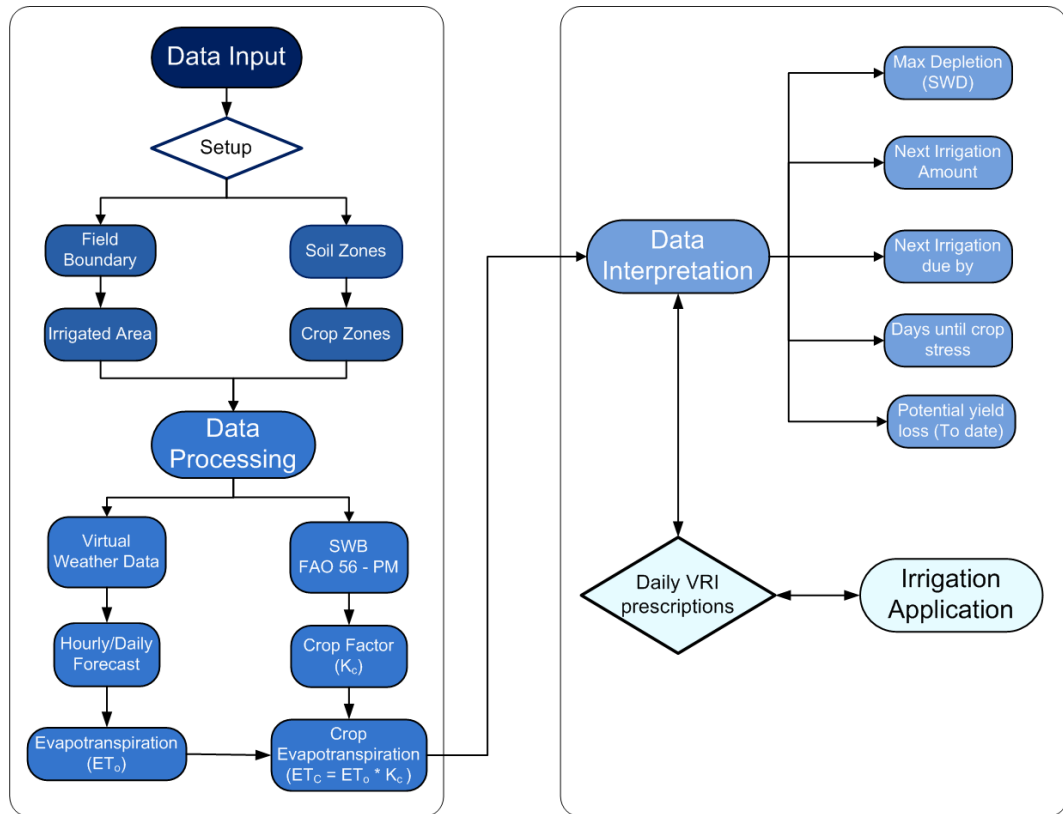 Data Input
Setup
Field
Boundary
Soil Zones
Irrigated Area
Crop Zones
Data
Processing
Virtual
Weather Data
SWB
FAO 56 - PM
Hourly/Daily
Forecast
Crop Factor
(Kc)
Evapotranspiration
(ETo)
Crop
Evapotranspiration
(ETC = ETo * Kc )
Data
Interpretation
Max Depletion
(SWD)
Next Irrigation
Amount
Next Irrigation
due by
Days until crop
stress
Potential yield
loss (To date)
Daily VRI
prescriptions
Irrigation
Application